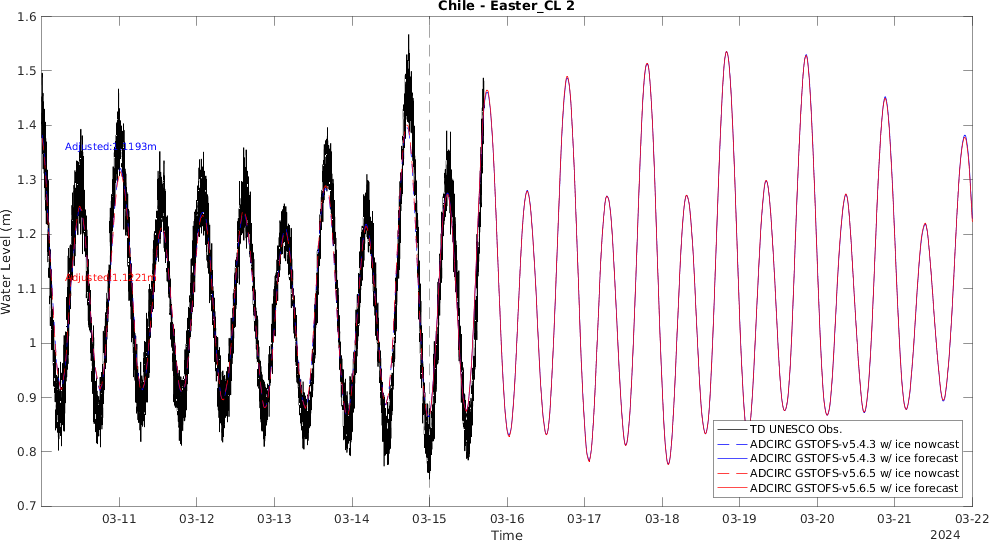 Chile - Easter_CL 2
1.6
1.5
1.4
1.3
1.2
1.1
1
0.9
0.8
0.7
Water Level (m)
Adjusted:1.1193m
Adjusted:1.1221m
TD UNESCO Obs.
ADCIRC GSTOFS-v5.4.3 w/ ice nowcast
ADCIRC GSTOFS-v5.4.3 w/ ice forecast
ADCIRC GSTOFS-v5.6.5 w/ ice nowcast
ADCIRC GSTOFS-v5.6.5 w/ ice forecast
03-11 03-12 03-13 03-14 03-15 03-16 03-17 03-18 03-19 03-20 03-21 03-22
Time
2024